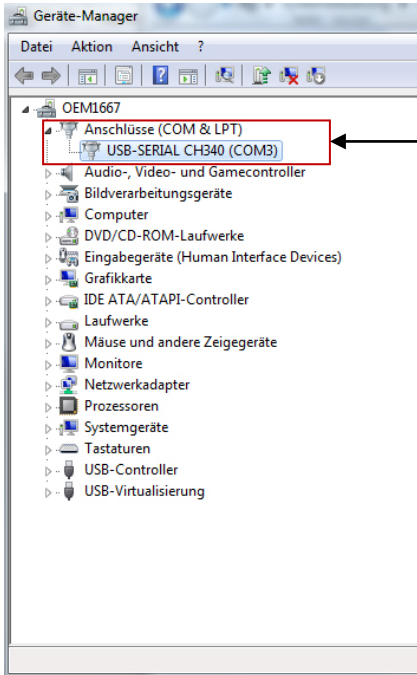 Geräte-Manager
Datei Aktion Ansicht ?
OEM1667
Anschlüsse (COM & LPT)
USB-SERIAL CH340 (COM3)
Audio-, Video- und Gamecontroller
Bildverarbeitungsgeräte
Computer
DVD/CD-ROM-Laufwerke
Eingabegeräte (Human Interface Devices)
Grafikkarte
IDE ATA/ATAPI-Controller
Laufwerke
Mäuse und andere Zeigegeräte
Monitore
Netzwerkadapter
Prozessoren
Systemgeräte
Tastaturen
USB-Controller
USB-Virtualisierung